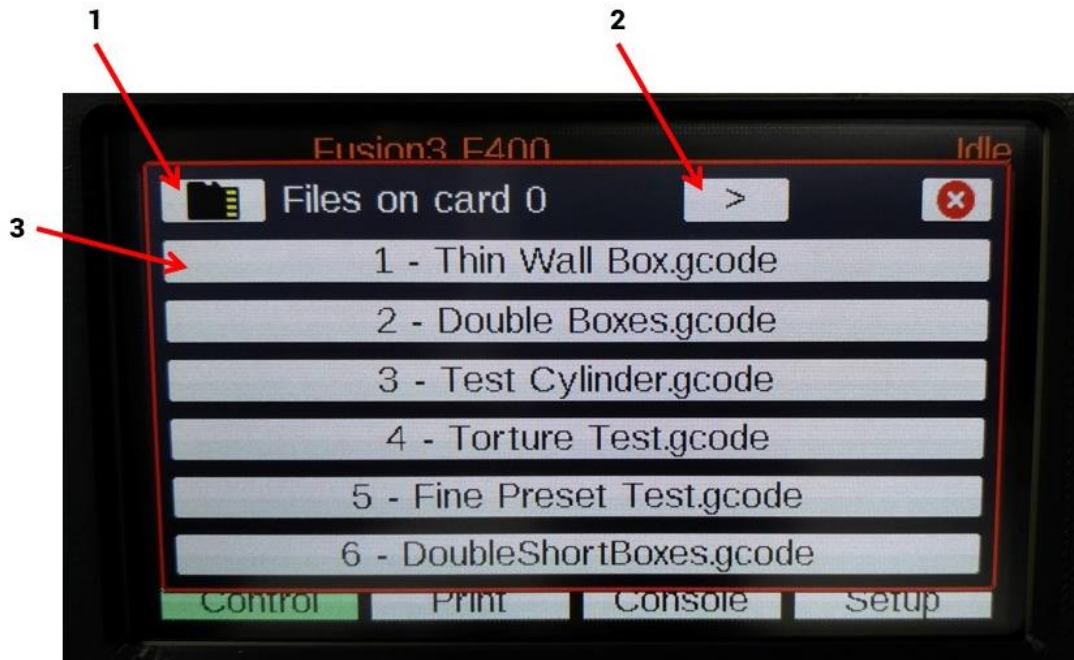 1 2
Fusion3 F400 Idle
Files on card 0 >
3
1 - Thin Wall Box.gcode
2 - Double Boxes.gcode
3 - Test Cylinder.gcode
4 - Torture Test.gcode
5 - Fine Preset Test.gcode
6 - DoubleShortBoxes.gcode
Control Print Console Setup